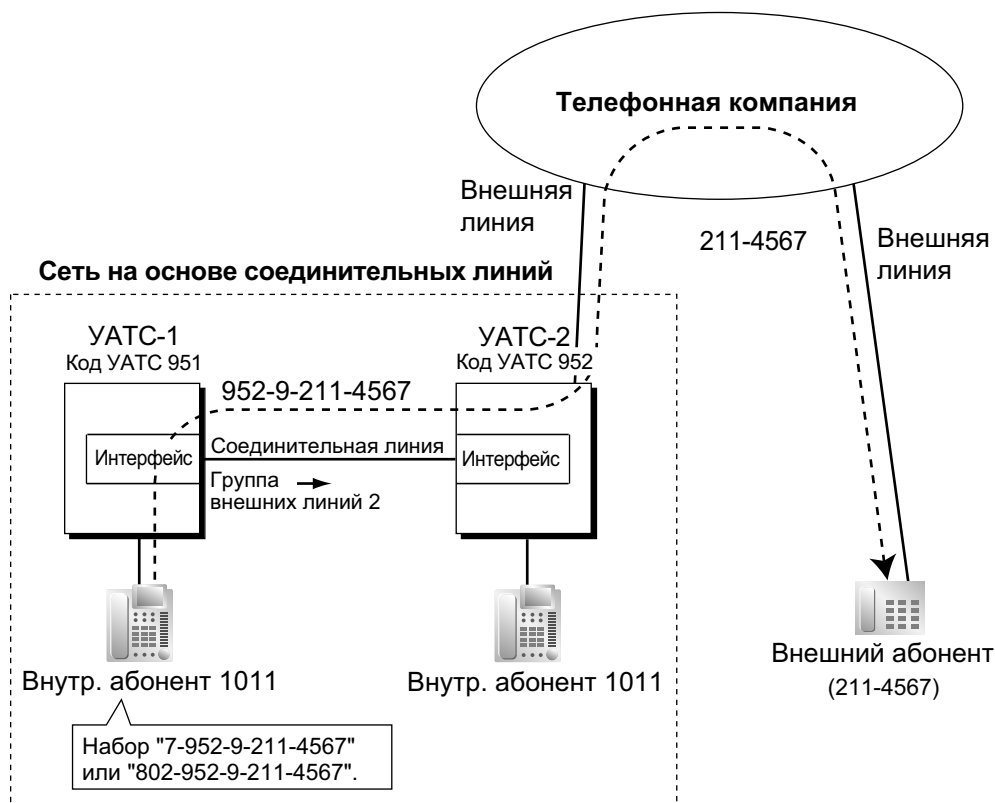 Телефонная компания
Внешняя
линия
211-4567
Внешняя
линия
Сеть на основе соединительных линий
УАТС-1
Код УАТС 951
УАТС-2
Код УАТС 952
952-9-211-4567
Интерфейс
Соединительная линия
Интерфейс
Группа
внешних линий 2
Внутр. абонент 1011
Внутр. абонент 1011
Внешний абонент
(211-4567)
Набор "7-952-9-211-4567"
или "802-952-9-211-4567".